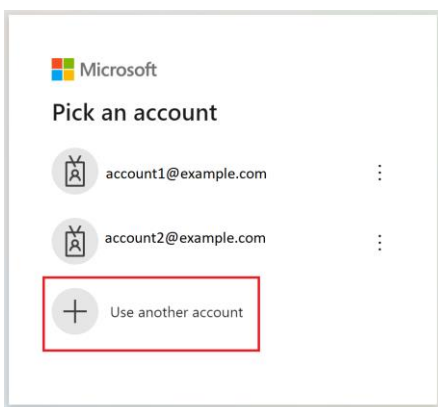 Microsoft
Pick an account
account1@example.com
account2@example.com
Use another account